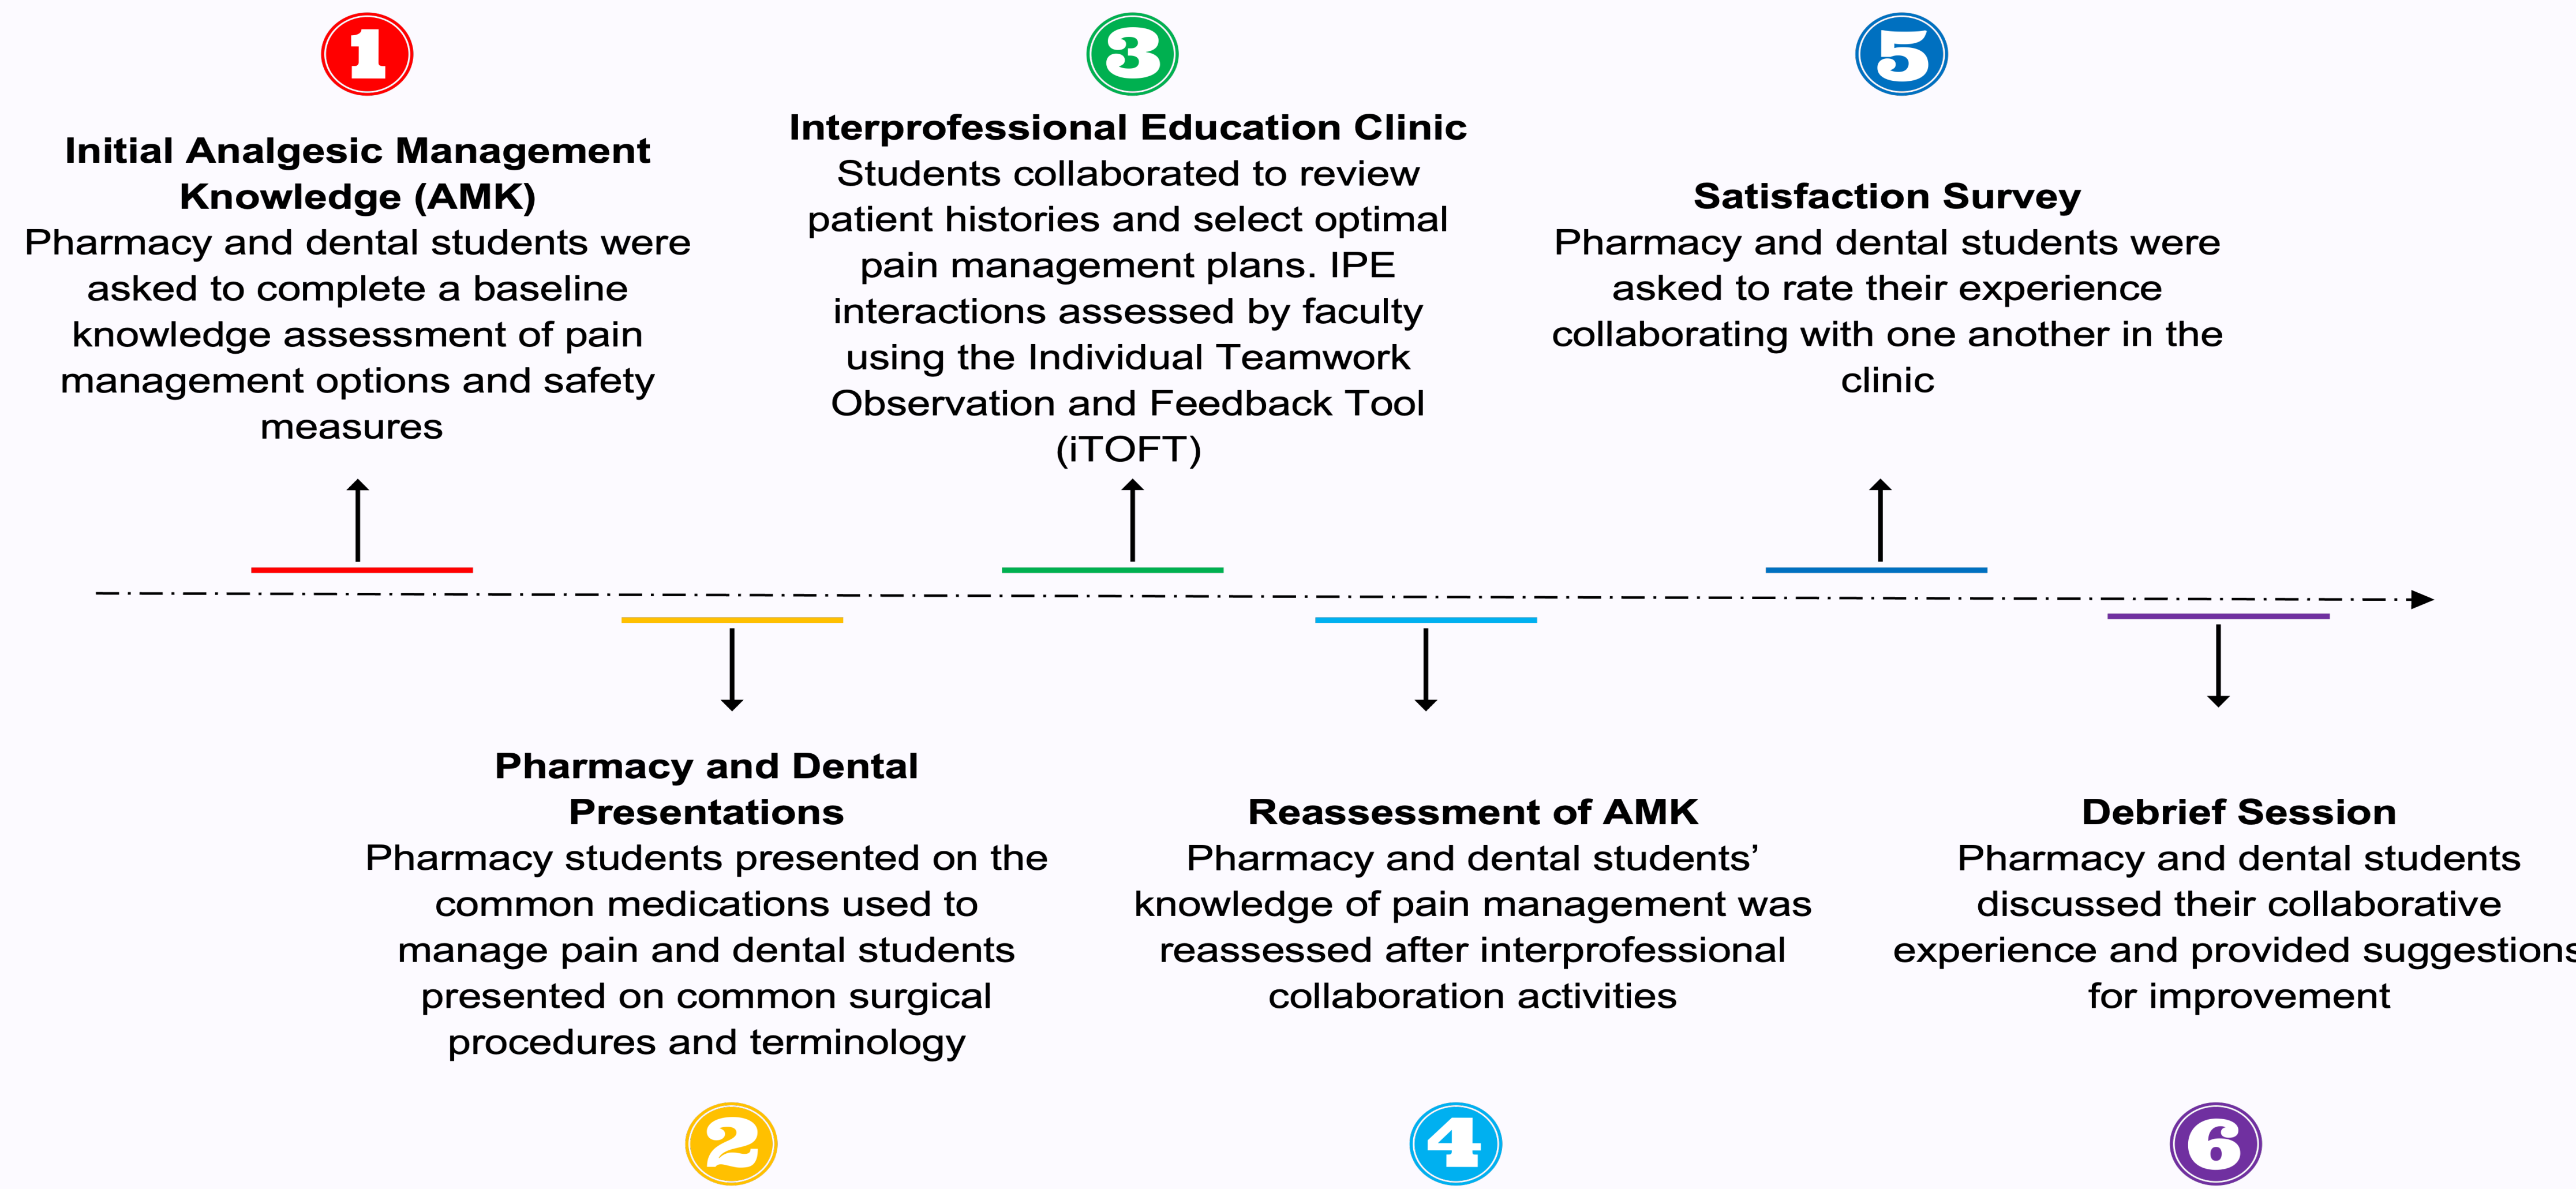 1
Initial Analgesic Management
Knowledge (AMK)
Pharmacy and dental students were
asked to complete a baseline
knowledge assessment of pain
management options and safety
measures
2
Pharmacy and Dental
Presentations
Pharmacy students presented on the
common medications used to
manage pain and dental students
presented on common surgical
procedures and terminology
3
Interprofessional Education Clinic
Students collaborated to review
patient histories and select optimal
pain management plans. IPE
interactions assessed by faculty
using the Individual Teamwork
Observation and Feedback Tool
(iTOFT)
4
Reassessment of AMK
Pharmacy and dental students’
knowledge of pain management was
reassessed after interprofessional
collaboration activities
5
Satisfaction Survey
Pharmacy and dental students were
asked to rate their experience
collaborating with one another in the
clinic
6
Debrief Session
Pharmacy and dental students
discussed their collaborative
experience and provided suggestions
for improvement